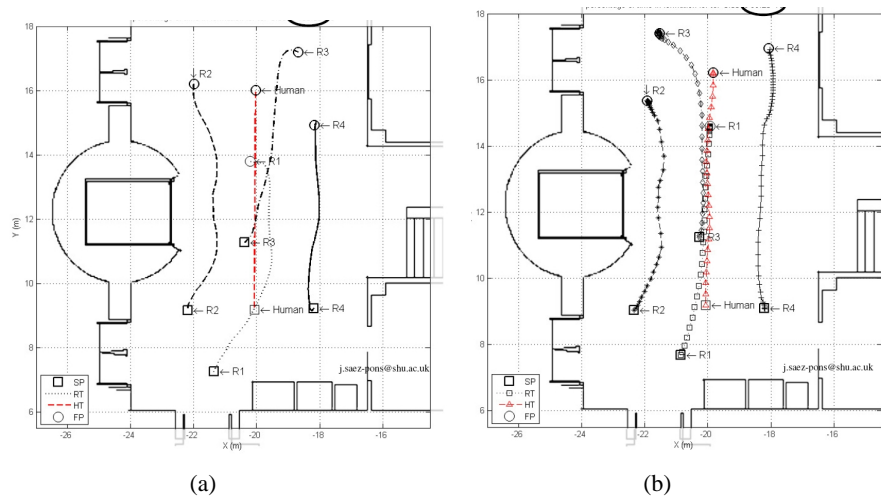 18
16
14
12
10
8
6
Y (m)
-26
-24
-22
-20
-18
-16
X (m)
R3
R2
Human
R4
R1
R3
R2
Human
R4
R1
j.saez-pons@shu.ac.uk
SP
RT
HT
FP
(a)
18
16
14
12
10
8
6
-26
-24
-22
-20
-18
-16
-14
X (m)
R3
R4
Human
R2
R1
R3
Human
R2
R4
R1
j.saez-pons@shu.ac.uk
SP
RT
HT
FP
(b)